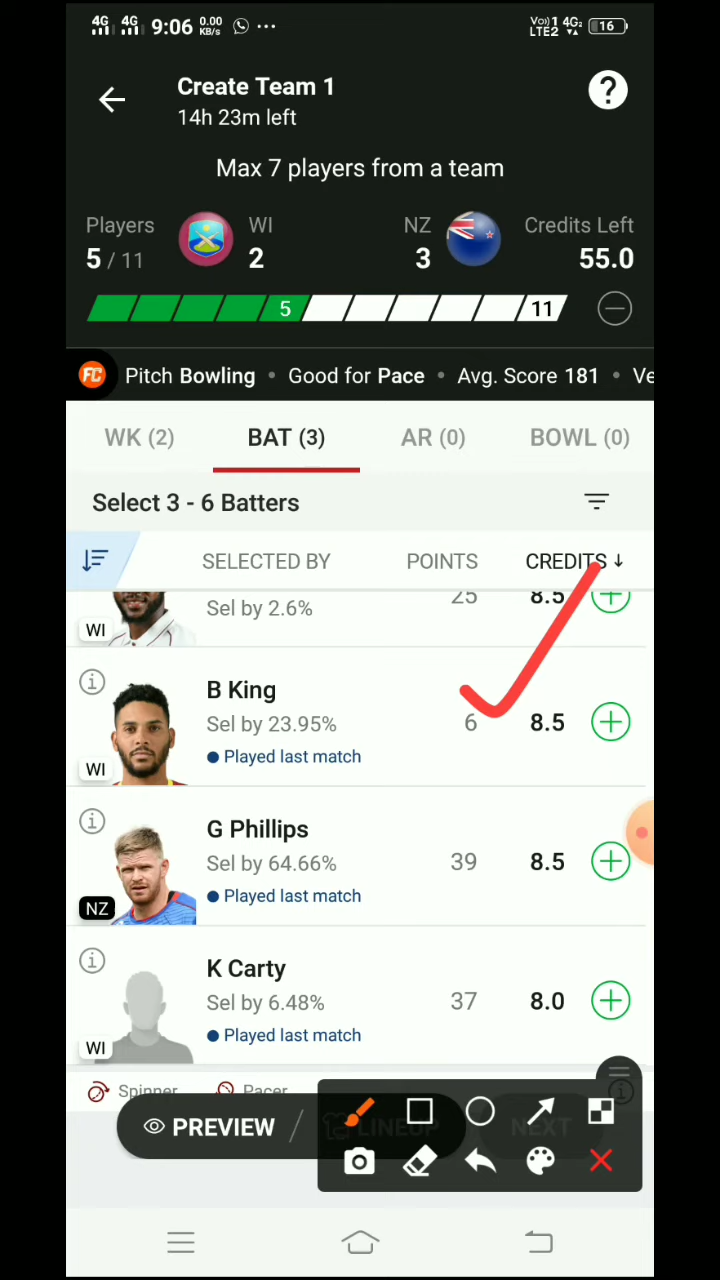 4G 4G 9:06 0.00 KB/s ... Vo)) 1 LTE2 4G2 16
Create Team 1
14h 23m left
?
Max 7 players from a team
Players WI NZ Credits Left
5 / 11 2 3 55.0
5 11
FC Pitch Bowling • Good for Pace • Avg. Score 181 • Ve
WK (2) BAT (3) AR (0) BOWL (0)
Select 3 - 6 Batters
SELECTED BY POINTS CREDITS ↓
Sel by 2.6% 25 8.5
WI
B King
Sel by 23.95% 6 8.5
Played last match
WI
G Phillips
Sel by 64.66% 39 8.5
Played last match
NZ
K Carty
Sel by 6.48% 37 8.0
Played last match
WI
Spinner Pacer
PREVIEW / LINEUP NEXT